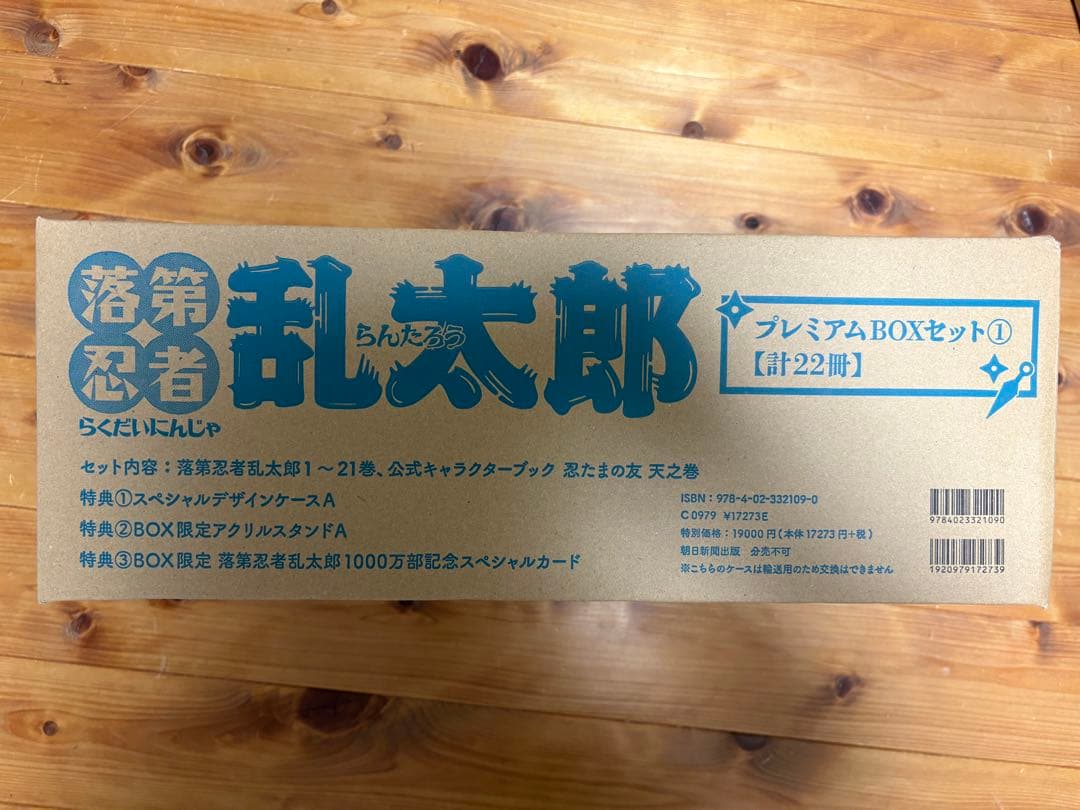 落第
忍者
らくだいにんじゃ
乱太郎
らんたろう
プレミアムBOXセット①
【計22冊】
セット内容：落第忍者乱太郎1～21巻、公式キャラクターブック 忍たまの友 天之巻
特典①スペシャルデザインケースA
特典②BOX限定アクリルスタンドA
特典③BOX限定 落第忍者乱太郎1000万部記念スペシャルカード
ISBN：978-4-02-332109-0
C0979 ¥17273E
特別価格：19000円(本体17273円+税)
朝日新聞出版 分売不可
※こちらのケースは輸送用のため交換はできません
9784023321090
1920979172739